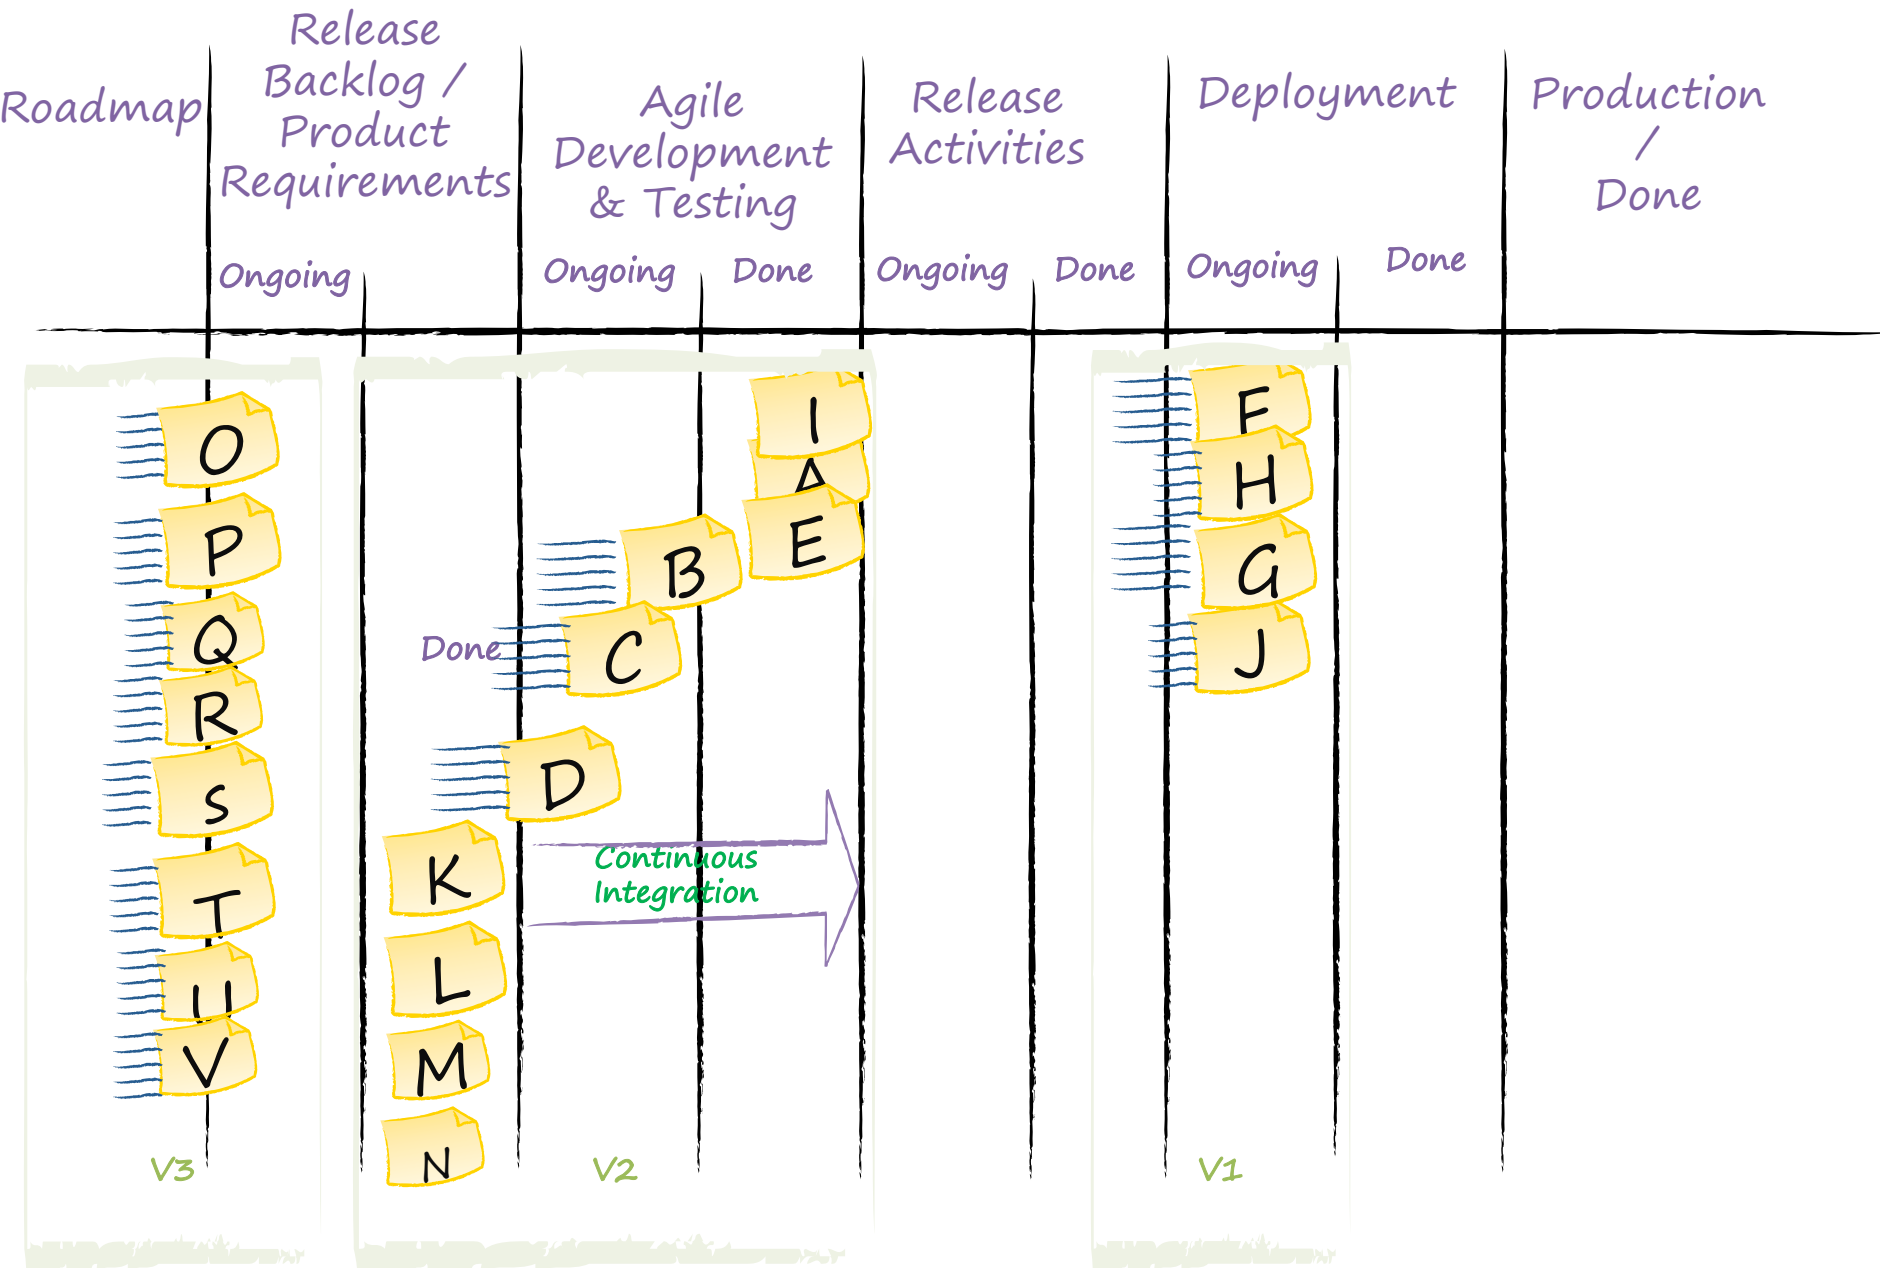 Roadmap
Release
Backlog /
Product
Requirements
Agile
Development
& Testing
Release
Activities
Deployment
Production
/
Done
Ongoing
Ongoing
Done
Ongoing
Done
Ongoing
Done
O
P
Q
R
S
T
U
V
V3
Done
K
L
M
N
D
C
B
I
A
E
Continuous
Integration
V2
F
H
G
J
V1